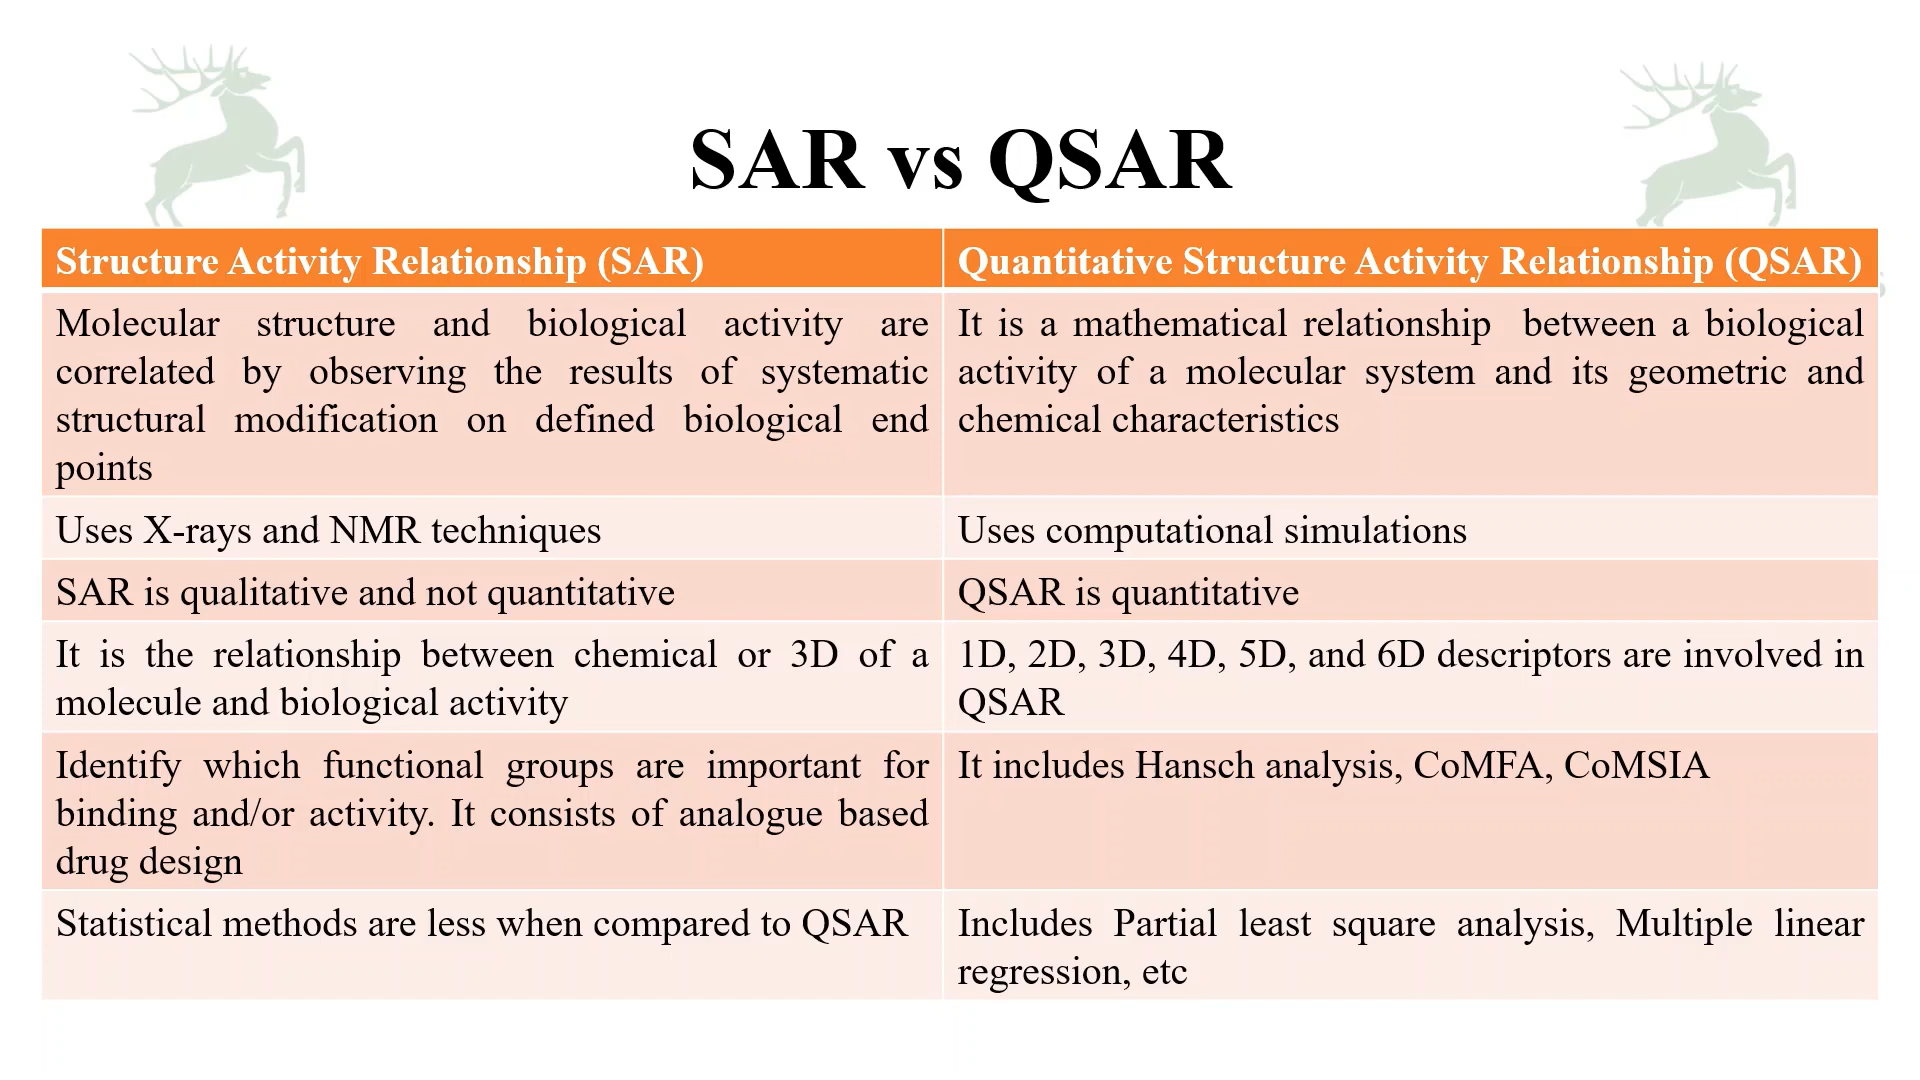 SAR vs QSAR
Structure Activity Relationship (SAR)
Quantitative Structure Activity Relationship (QSAR)
Molecular structure and biological activity are
correlated by observing the results of systematic
structural modification on defined biological end
points
It is a mathematical relationship between a biological
activity of a molecular system and its geometric and
chemical characteristics
Uses X-rays and NMR techniques
Uses computational simulations
SAR is qualitative and not quantitative
QSAR is quantitative
It is the relationship between chemical or 3D of a
molecule and biological activity
1D, 2D, 3D, 4D, 5D, and 6D descriptors are involved in
QSAR
Identify which functional groups are important for
binding and/or activity. It consists of analogue based
drug design
It includes Hansch analysis, CoMFA, CoMSIA
Statistical methods are less when compared to QSAR
Includes Partial least square analysis, Multiple linear
regression, etc